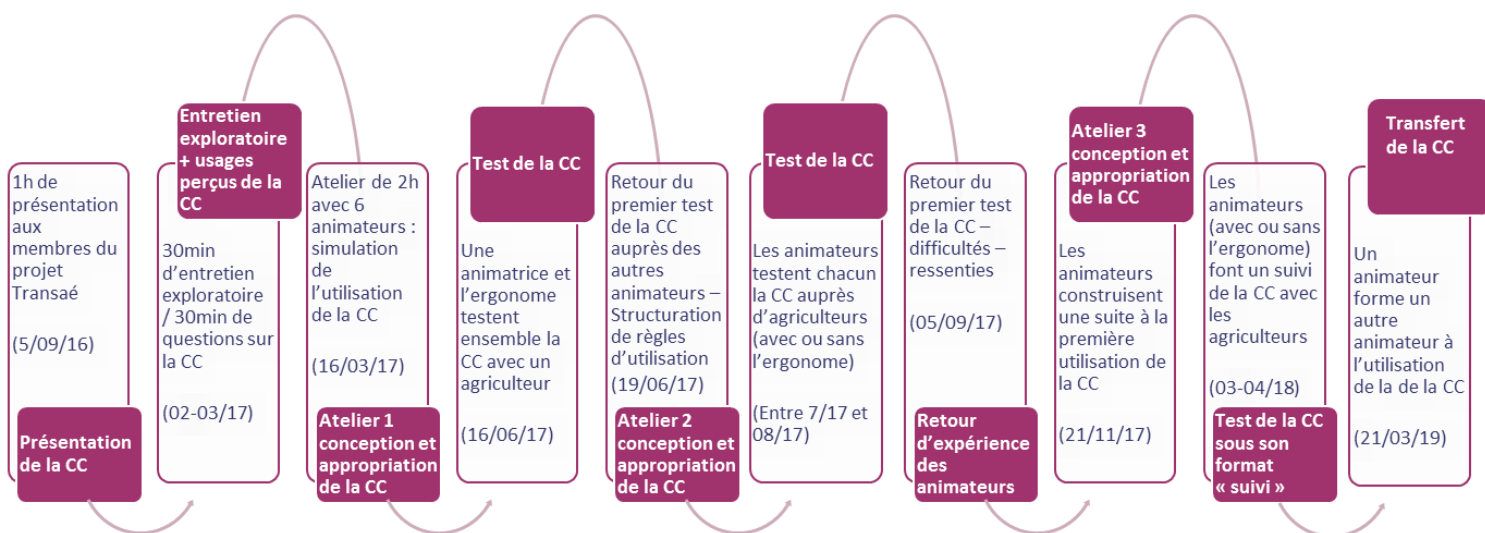 1h de
présentation
aux
membres du
projet
Transaé
(5/09/16)
Présentation
de la CC
Entretien
exploratoire
+ usages
perçus de la
CC
30min
d’entretien
exploratoire
/ 30min de
questions sur
la CC
(02-03/17)
Atelier de 2h
avec 6
animateurs :
simulation
de
l’utilisation
de la CC
(16/03/17)
Atelier 1
conception et
appropriation
de la CC
Test de la CC
Une
animatrice et
l’ergonome
testent
ensemble la
CC avec un
agriculteur
(16/06/17)
Retour du
premier test
de la CC
auprès des
autres
animateurs –
Structuration
de règles
d’utilisation
(19/06/17)
Atelier 2
conception et
appropriation
de la CC
Test de la CC
Les animateurs
testent chacun
la CC auprès
d’agriculteurs
(avec ou sans
l’ergonome)
(Entre 7/17 et
08/17)
Retour du
premier test
de la CC –
difficultés –
ressenties
(05/09/17)
Retour
d’expérience
des
animateurs
Atelier 3
conception et
appropriation
de la CC
Les
animateurs
construisent
une suite à la
première
utilisation de
la CC
(21/11/17)
Les
animateurs
(avec ou sans
l’ergonome)
font un suivi
de la CC avec
les
agriculteurs
(03-04/18)
Test de la CC
sous son
format
« suivi »
Transfert
de la CC
Un
animateur
forme un
autre
animateur à
l’utilisation
de la de la CC
(21/03/19)